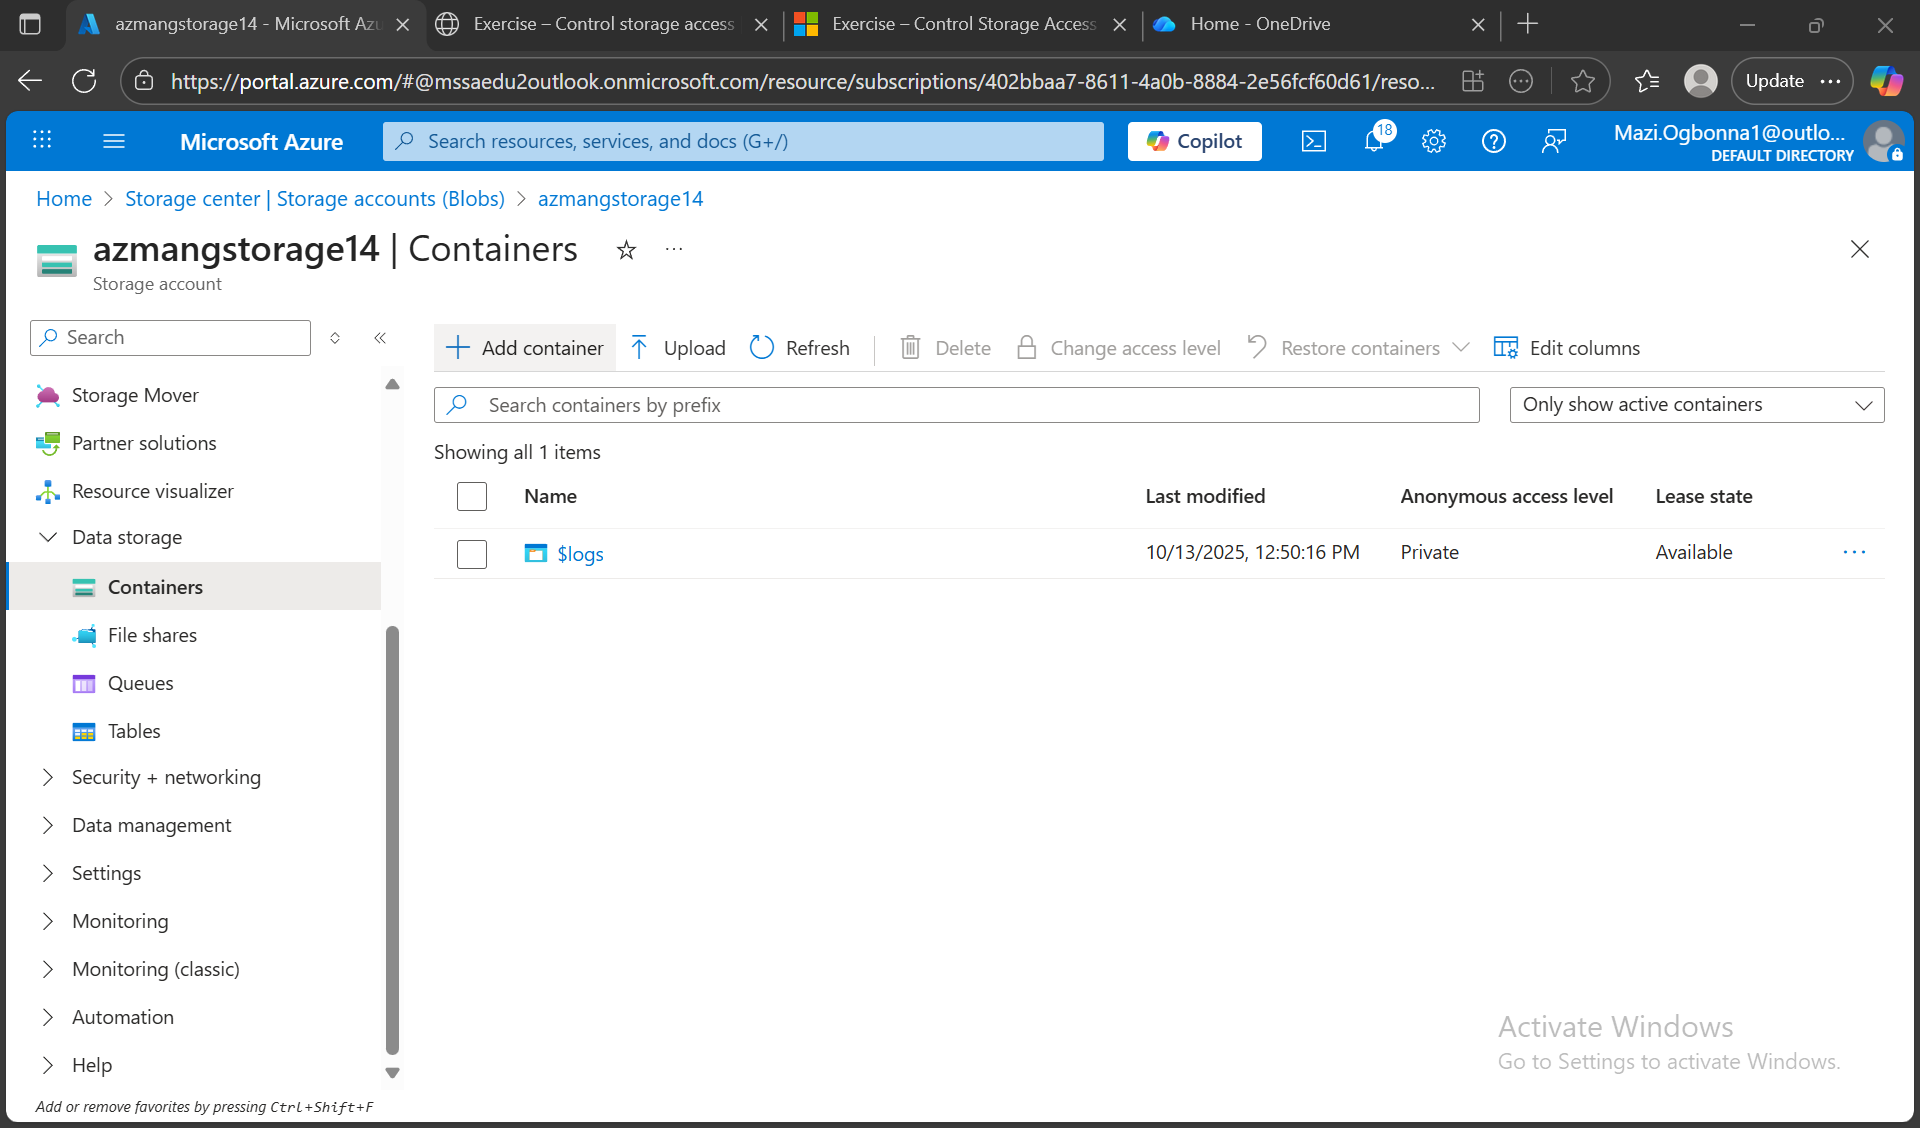 azmangstorage14 - Microsoft Azu
Exercise – Control storage access
Exercise – Control Storage Access
Home - OneDrive
https://portal.azure.com/#@mssaedu2outlook.onmicrosoft.com/resource/subscriptions/402bbaa7-8611-4a0b-8884-2e56fcf60d61/reso...
Update
Microsoft Azure
Search resources, services, and docs (G+/)
Copilot
18
Mazi.Ogbonna1@outlo...
DEFAULT DIRECTORY
Home > Storage center | Storage accounts (Blobs) > azmangstorage14
azmangstorage14 | Containers
Storage account
Search
Add container
Upload
Refresh
Delete
Change access level
Restore containers
Edit columns
Search containers by prefix
Only show active containers
Showing all 1 items
Name Last modified Anonymous access level Lease state
$logs 10/13/2025, 12:50:16 PM Private Available
Storage Mover
Partner solutions
Resource visualizer
Data storage
Containers
File shares
Queues
Tables
Security + networking
Data management
Settings
Monitoring
Monitoring (classic)
Automation
Help
Add or remove favorites by pressing Ctrl+Shift+F
Activate Windows
Go to Settings to activate Windows.